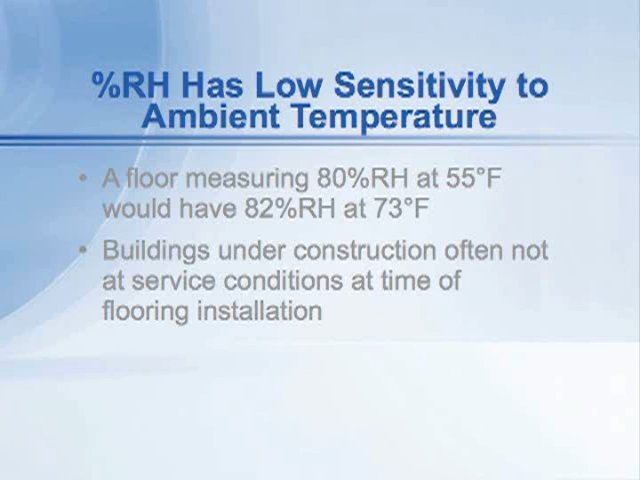 %RH Has Low Sensitivity to
Ambient Temperature
• A floor measuring 80%RH at 55°F
would have 82%RH at 73°F
• Buildings under construction often not
at service conditions at time of
flooring installation